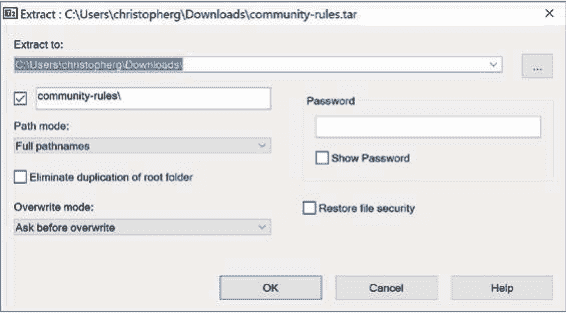 Extract : C:\Users\christopherg\Downloads\community-rules.tar
Extract to:
C:\Users\christopherg\Downloads\
...
community-rules\
Path mode:
Full pathnames
Eliminate duplication of root folder
Overwrite mode:
Ask before overwrite
Password
Show Password
Restore file security
OK
Cancel
Help